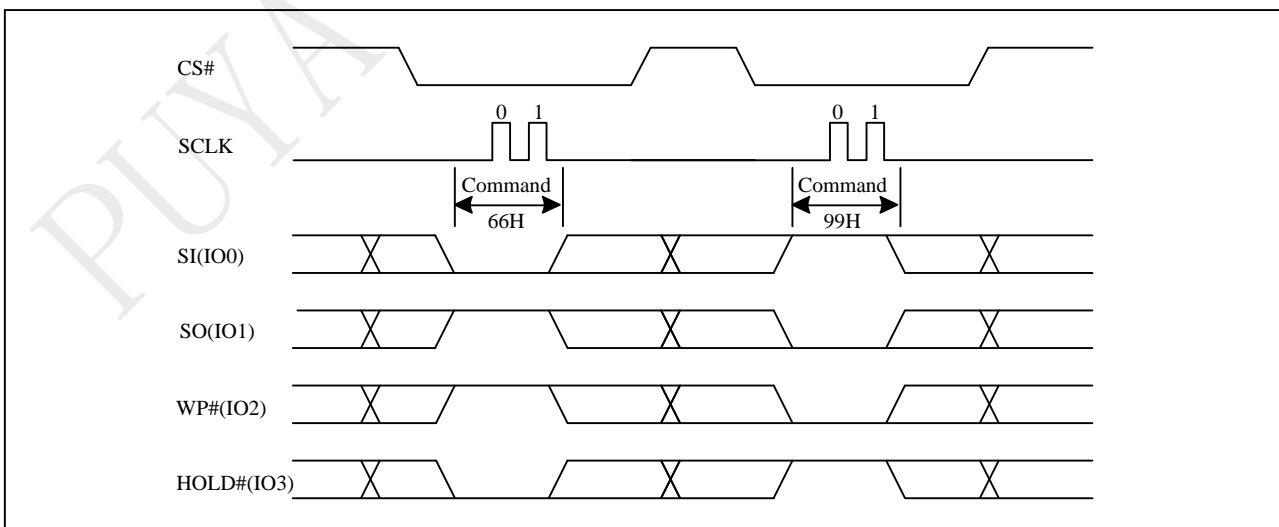 PUYA
CS#
0 1 0 1
SCLK
Command Command
66H 99H
SI(IO0)
SO(IO1)
WP#(IO2)
HOLD#(IO3)